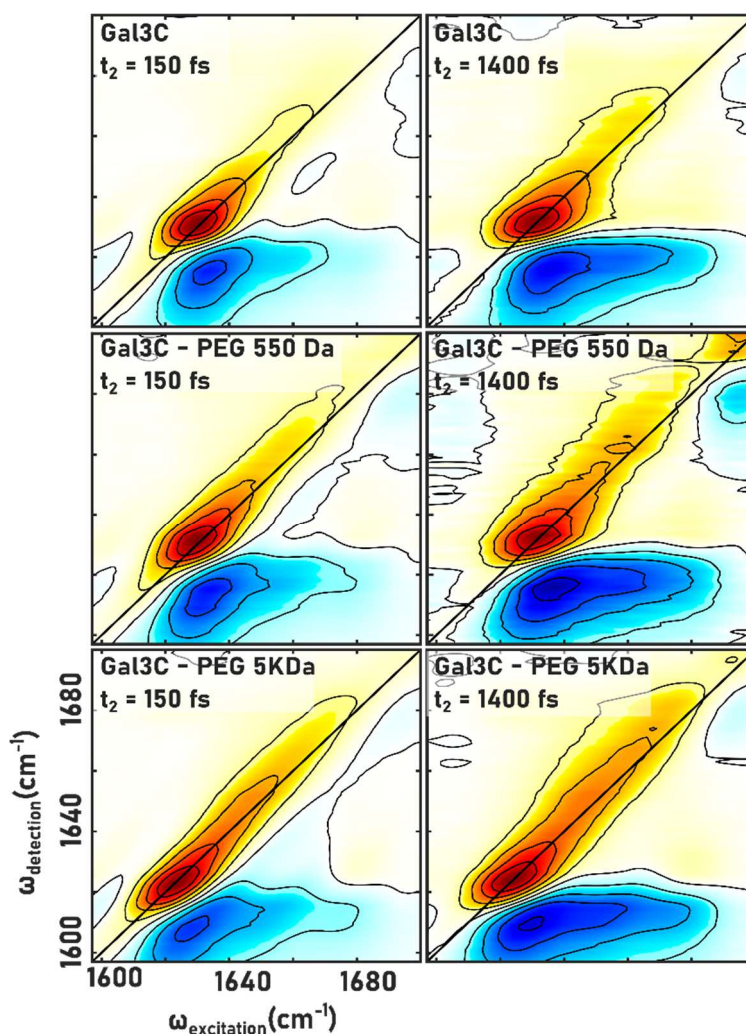 Gal3C
t₂ = 150 fs
Gal3C
t₂ = 1400 fs
Gal3C – PEG 550 Da
t₂ = 150 fs
Gal3C – PEG 550 Da
t₂ = 1400 fs
Gal3C – PEG 5KDa
t₂ = 150 fs
Gal3C – PEG 5KDa
t₂ = 1400 fs
1680
1640
1600
ω_detection(cm⁻¹)
1600 1640 1680
ω_excitation(cm⁻¹)